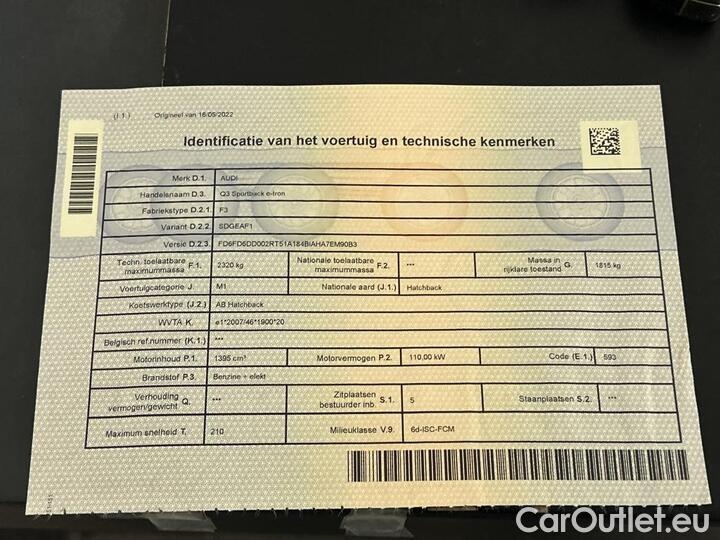 (I.1.) Origineel van 16/05/2022
Identificatie van het voertuig en technische kenmerken
Merk D.1. AUDI
Handelsnaam D.3. Q3 Sportback e-tron
Fabriekstype D.2.1. F3
Variant D.2.2. SDGEAF1
Versie D.2.3. FD6FD6DD002RT51A184BIAHA7EM90B3
Techn. toelaatbare maximummassa F.1. 2320 kg Nationale toelaatbare maximummassa F.2. *** Massa in rijklare toestand G. 1815 kg
Voertuigcategorie J. M1 Nationale aard (J.1.) Hatchback
Koetswerktype (J.2.) AB Hatchback
WVTA K. e1*2007/46*1900*20
Belgisch ref.nummer (K.1.) ***
Motorinhoud P.1. 1395 cm³ Motorvermogen P.2. 110,00 kW Code (E.1.) 593
Brandstof P.3. Benzine + elekt
Verhouding vermogen/gewicht Q. *** Zitplaatsen bestuurder inb. S.1. 5 Staanplaatsen S.2. ***
Maximum snelheid T. 210 Milieuklasse V.9. 6d-ISC-FCM
CarOutlet.eu